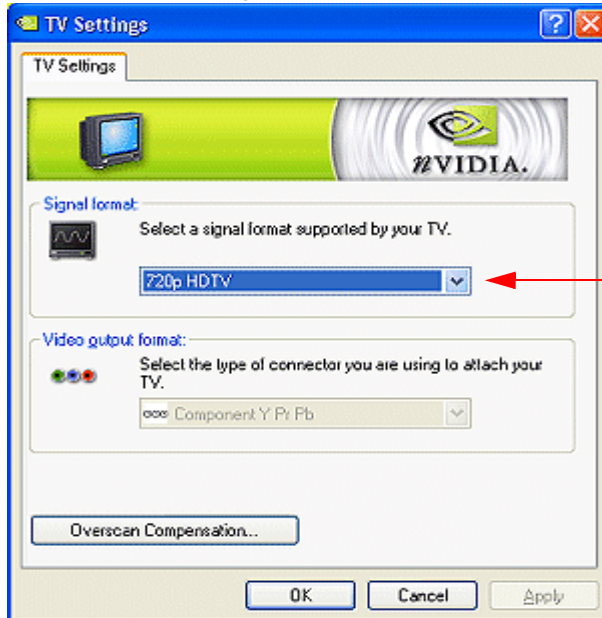 TV Settings
TV Settings
NVIDIA.
Signal format:
Select a signal format supported by your TV.
720p HDTV
Video output format:
Select the type of connector you are using to attach your
TV.
Component Y Pr Pb
Overscan Compensation...
OK Cancel Apply